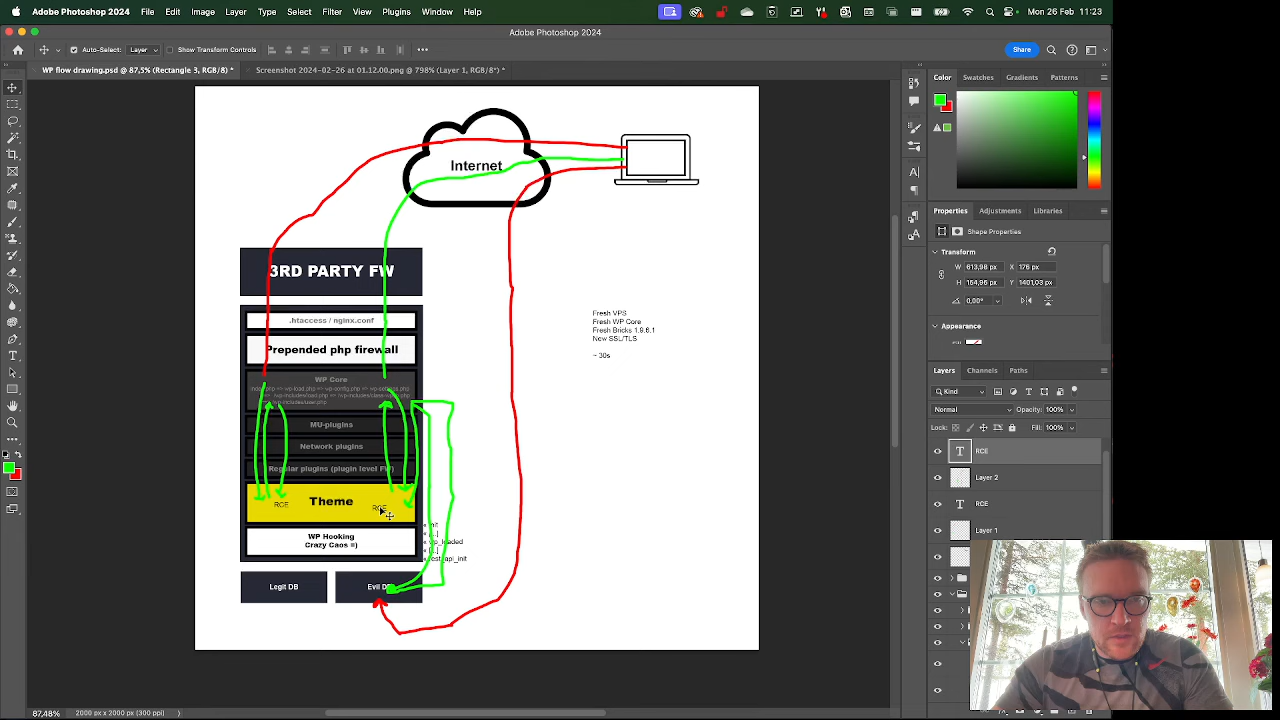 Adobe Photoshop 2024 File Edit Image Layer Type Select Filter View Plugins Window Help Mon 26 Feb 11:23
Adobe Photoshop 2024
Auto-Select: Layer Show Transform Controls Share
WP flow drawing.psd @ 87,5% (Rectangle 3, RGB/8) * Screenshot 2024-02-26 at 01.12.00.png @ 798% (Layer 1, RGB/8*) *
Color Swatches Gradients Patterns
Internet
Properties Adjustments Libraries
Shape Properties
Transform
W 613,98 px H 176 px
X 154,96 px Y 1401,03
0,00°
Appearance
3RD PARTY FW
.htaccess / nginx.conf
Prepended php firewall
WP Core
MU-plugins
Network plugins
Regular plugins (plugin level FW)
Theme
RCE
RCE
WP Hooking
Crazy Caos =)
init
[..]
wp_loaded
[..]
rest_api_init
Legit DB Evil DB
Fresh VPS
Fresh WP Core
Fresh Bricks 1.9.6.1
New SSL/TLS
~ 30s
Layers Channels Paths
Kind
Normal Opacity: 100%
Lock: Fill: 100%
RCE
Layer 2
RCE
Layer 1
87,48% 2000 px x 2000 px (300 ppi)